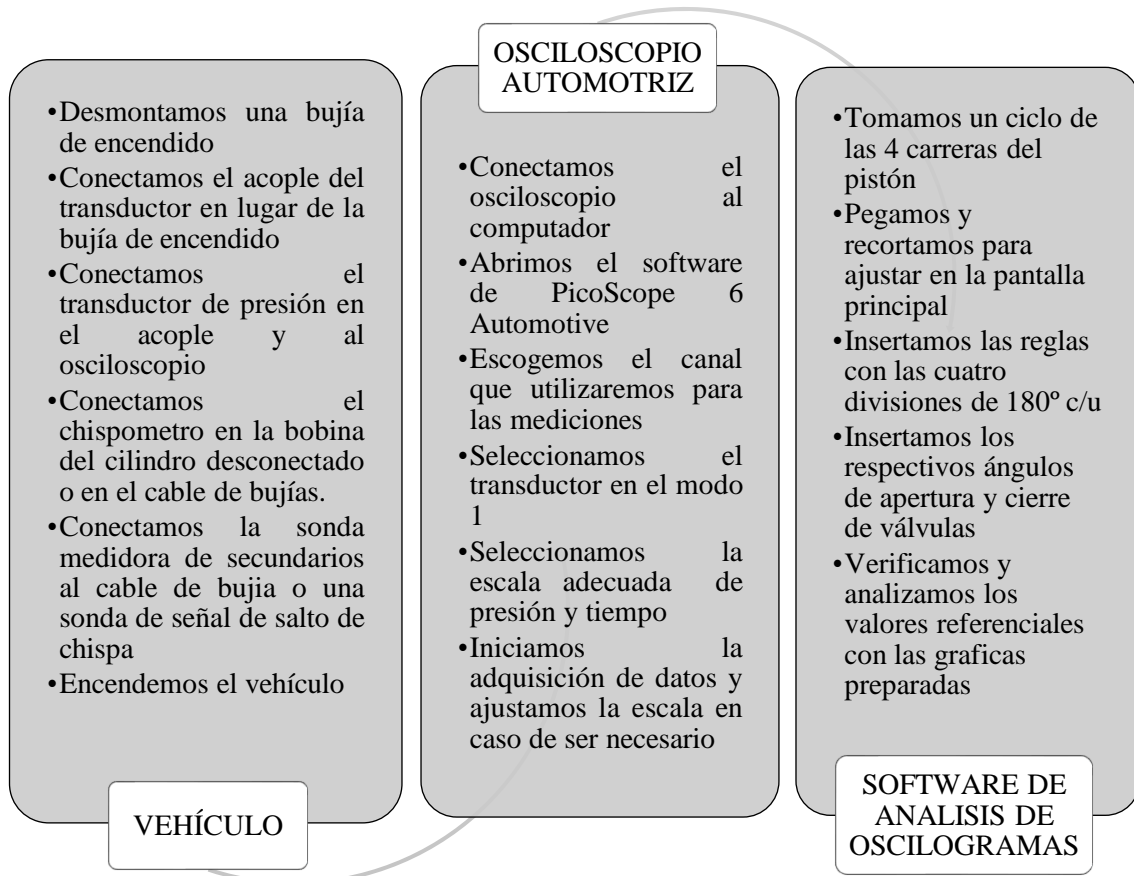 •Desmontamos una bujía
de encendido
•Conectamos el acople del
transductor en lugar de la
bujía de encendido
•Conectamos el
transductor de presión en
el acople y al
osciloscopio
•Conectamos el
chispometro en la bobina
del cilindro desconectado
o en el cable de bujías.
•Conectamos la sonda
medidora de secundarios
al cable de bujia o una
sonda de señal de salto de
chispa
•Encendemos el vehículo
VEHÍCULO
OSCILOSCOPIO
AUTOMOTRIZ
•Conectamos el
osciloscopio al
computador
•Abrimos el software
de PicoScope 6
Automotive
•Escogemos el canal
que utilizaremos para
las mediciones
•Seleccionamos el
transductor en el modo
1
•Seleccionamos la
escala adecuada de
presión y tiempo
•Iniciamos la
adquisición de datos y
ajustamos la escala en
caso de ser necesario
•Tomamos un ciclo de
las 4 carreras del
pistón
•Pegamos y
recortamos para
ajustar en la pantalla
principal
•Insertamos las reglas
con las cuatro
divisiones de 180º c/u
•Insertamos los
respectivos ángulos
de apertura y cierre
de válvulas
•Verificamos y
analizamos los
valores referenciales
con las graficas
preparadas
SOFTWARE DE
ANALISIS DE
OSCILOGRAMAS